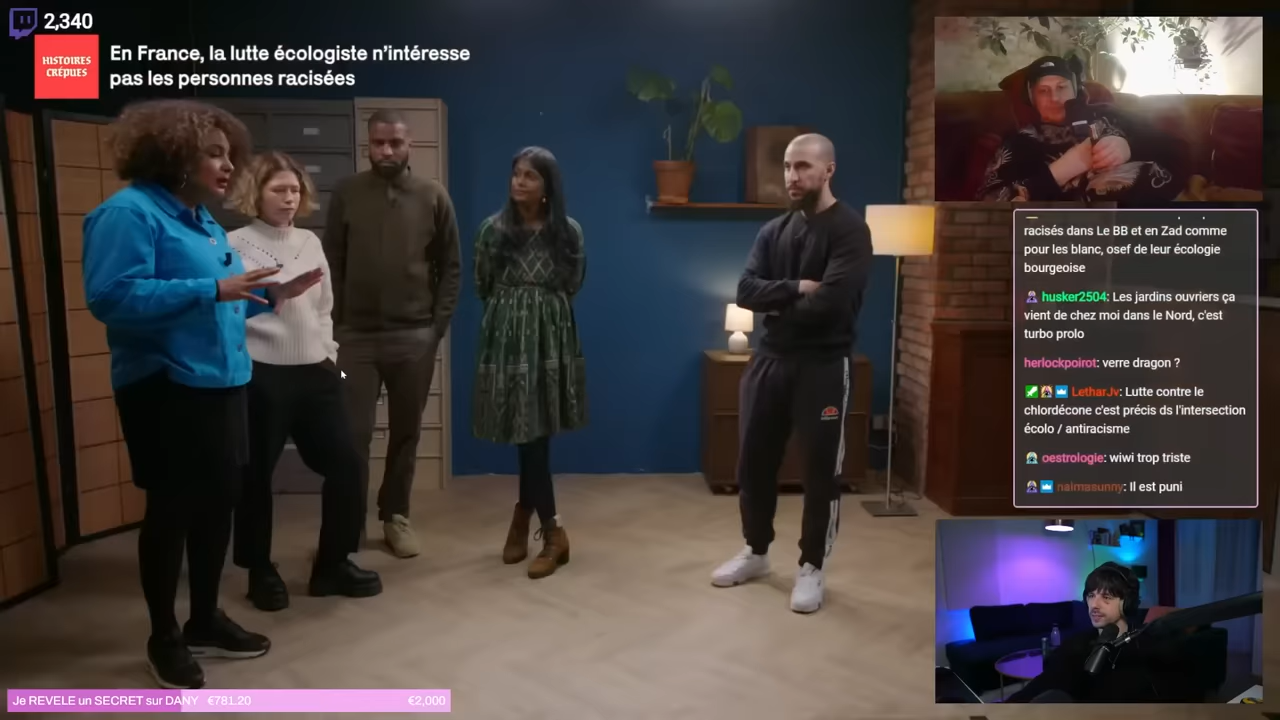 2,340
HISTOIRES
CRÉPUES
En France, la lutte écologiste n'intéresse
pas les personnes racisées
racisés dans Le BB et en Zad comme
pour les blanc, osef de leur écologie
bourgeoise
husker2504: Les jardins ouvriers ça
vient de chez moi dans le Nord, c'est
turbo prolo
herlockpoirot: verre dragon ?
LetharJv: Lutte contre le
chlordécone c'est précis ds l'intersection
écolo / antiracisme
oestrologie: wiwi trop triste
naimasunny: Il est puni
Je REVELE un SECRET sur DANY €781.20 €2,000